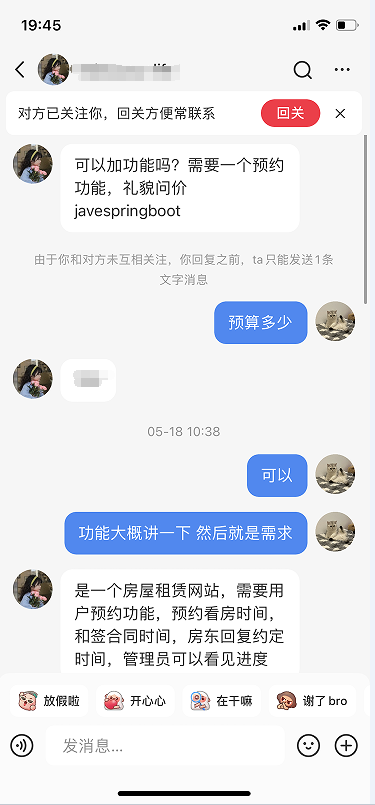 19:45
对方已关注你，回关方便常联系
回关
可以加功能吗？需要一个预约
功能，礼貌问价
javespringboot
由于你和对方未互相关注，你回复之前，ta只能发送1条
文字消息
预算多少
05-18 10:38
可以
功能大概讲一下 然后就是需求
是一个房屋租赁网站，需要用
户预约功能，预约看房时间，
和签合同时间，房东回复约定
时间，管理员可以看见进度
放假啦 开心心 在干嘛 谢了bro
发消息...